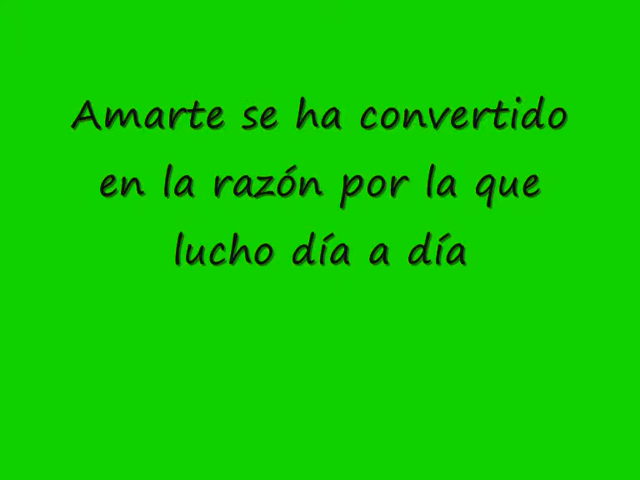 Amarte se ha convertido
en la razón por la que
lucho día a día